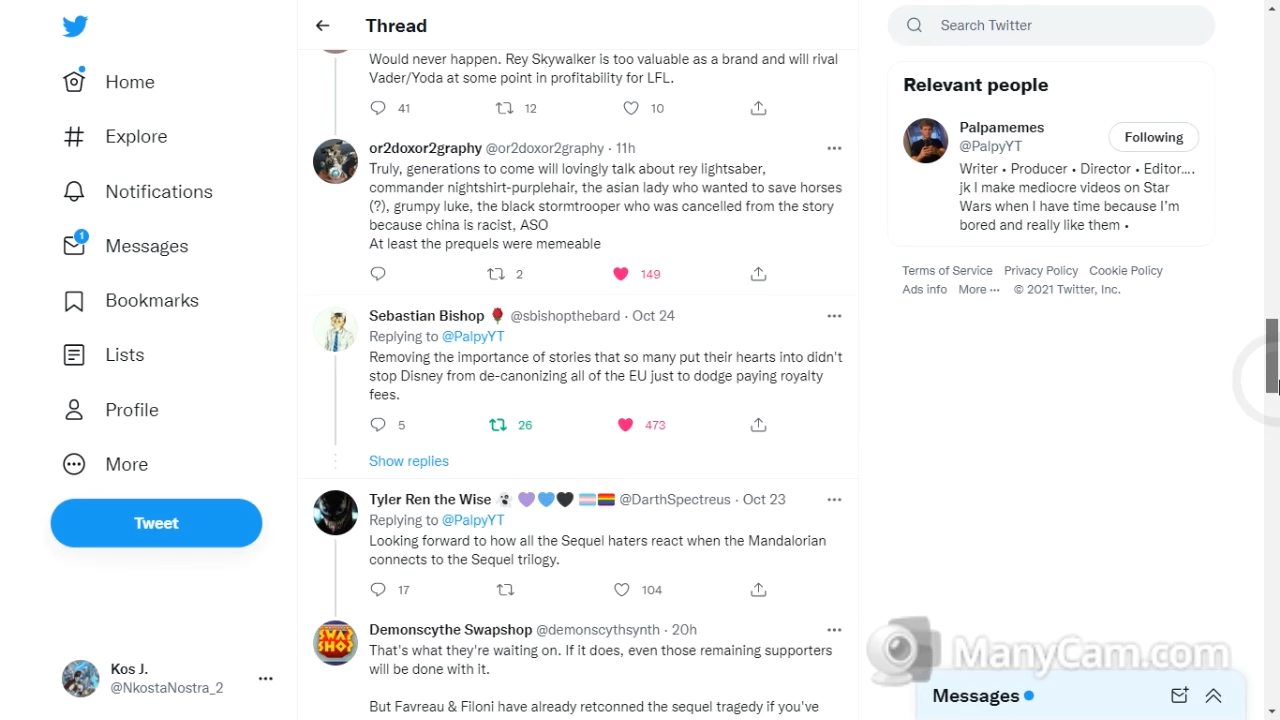 Home
Explore
Notifications
1
Messages
Bookmarks
Lists
Profile
More
Tweet
Kos J.
@NkostaNostra_2
Thread
Would never happen. Rey Skywalker is too valuable as a brand and will rival
Vader/Yoda at some point in profitability for LFL.
41 12 10
or2doxor2graphy @or2doxor2graphy · 11h
Truly, generations to come will lovingly talk about rey lightsaber,
commander nightshirt-purplehair, the asian lady who wanted to save horses
(?), grumpy luke, the black stormtrooper who was cancelled from the story
because china is racist, ASO
At least the prequels were memeable
2 149
Sebastian Bishop 🌹 @sbishopthebard · Oct 24
Replying to @PalpyYT
Removing the importance of stories that so many put their hearts into didn't
stop Disney from de-canonizing all of the EU just to dodge paying royalty
fees.
5 26 473
Show replies
Tyler Ren the Wise 👻 💜💙🖤 🏳️‍⚧️🏳️‍🌈 @DarthSpectreus · Oct 23
Replying to @PalpyYT
Looking forward to how all the Sequel haters react when the Mandalorian
connects to the Sequel trilogy.
17 104
SWAP
SHOP
Demonscythe Swapshop @demonscythsynth · 20h
That's what they're waiting on. If it does, even those remaining supporters
will be done with it.
But Favreau & Filoni have already retconned the sequel tragedy if you've
Search Twitter
Relevant people
Palpamemes
@PalpyYT
Following
Writer • Producer • Director • Editor....
jk I make mediocre videos on Star
Wars when I have time because I'm
bored and really like them •
Terms of Service Privacy Policy Cookie Policy
Ads info More ··· © 2021 Twitter, Inc.
ManyCam.com
Messages